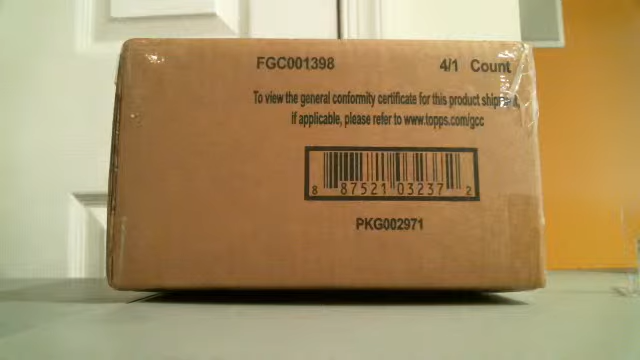 FGC001398 4/1 Count
To view the general conformity certificate for this product shipment
if applicable, please refer to www.topps.com/gcc
8 87521 03237 2
PKG002971